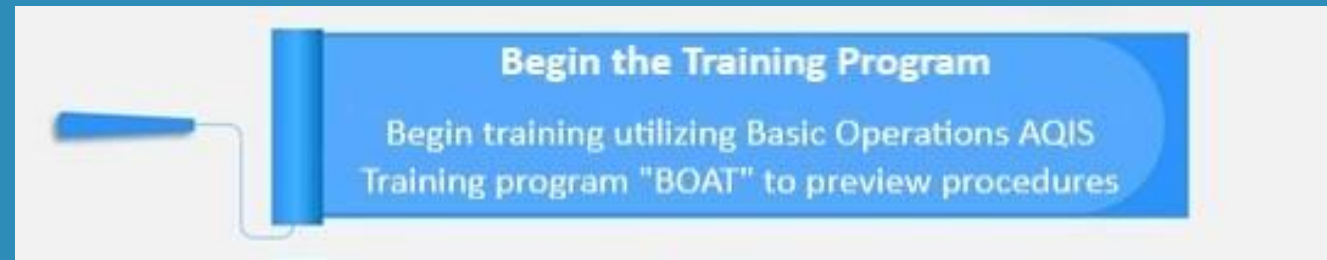 Begin the Training Program
Begin training utilizing Basic Operations AQIS
Training program "BOAT" to preview procedures